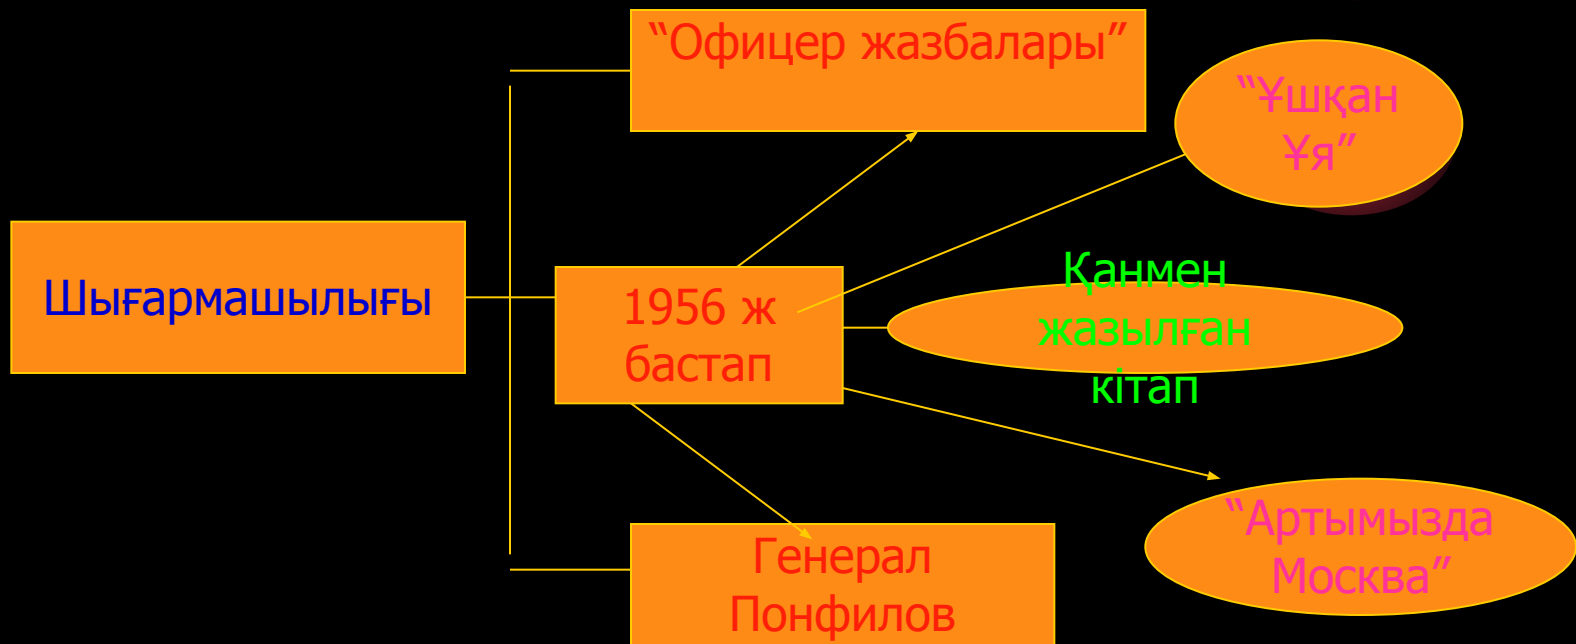 “Офицер жазбалары”
“Ұшқан
Ұя”
Шығармашылығы
1956 ж
бастап
Қанмен
жазылған
кітап
“Артымызда
Москва”
Генерал
Понфилов